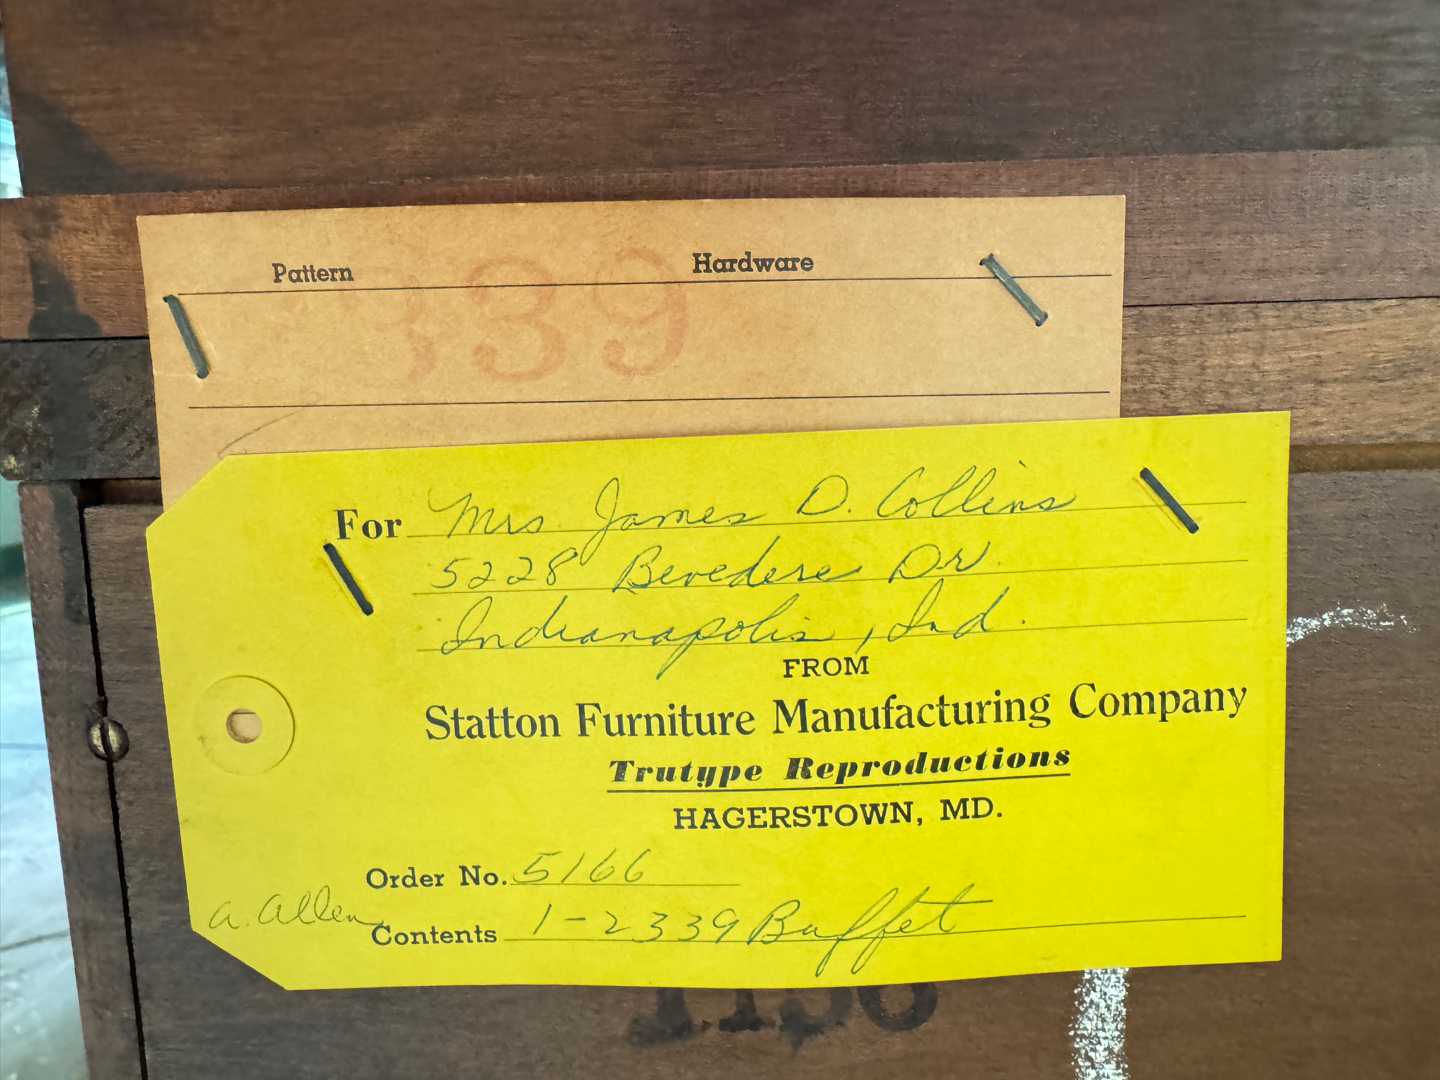 Pattern Hardware
339
For Mrs. James D. Collins
5228 Bevedere Dr.
Indianapolis, Ind.
FROM
Statton Furniture Manufacturing Company
Trutype Reproductions
HAGERSTOWN, MD.
Order No. 5166
a. allen
Contents 1-2339 Buffet
1156